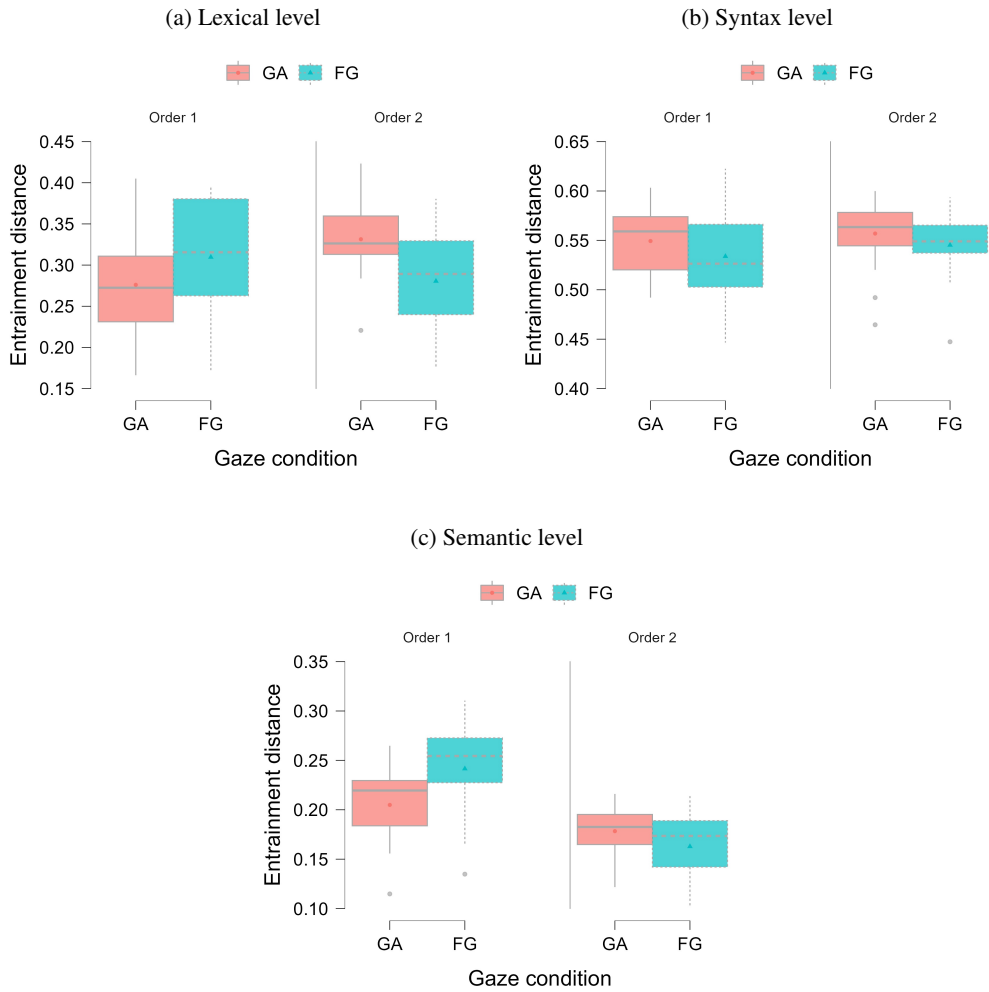 (a) Lexical level
GA FG
Order 1 Order 2
0.45
0.40
0.35
0.30
0.25
0.20
0.15
Entrainment distance
GA FG GA FG
Gaze condition
(b) Syntax level
GA FG
Order 1 Order 2
0.65
0.60
0.55
0.50
0.45
0.40
Entrainment distance
GA FG GA FG
Gaze condition
(c) Semantic level
GA FG
Order 1 Order 2
0.35
0.30
0.25
0.20
0.15
0.10
Entrainment distance
GA FG GA FG
Gaze condition